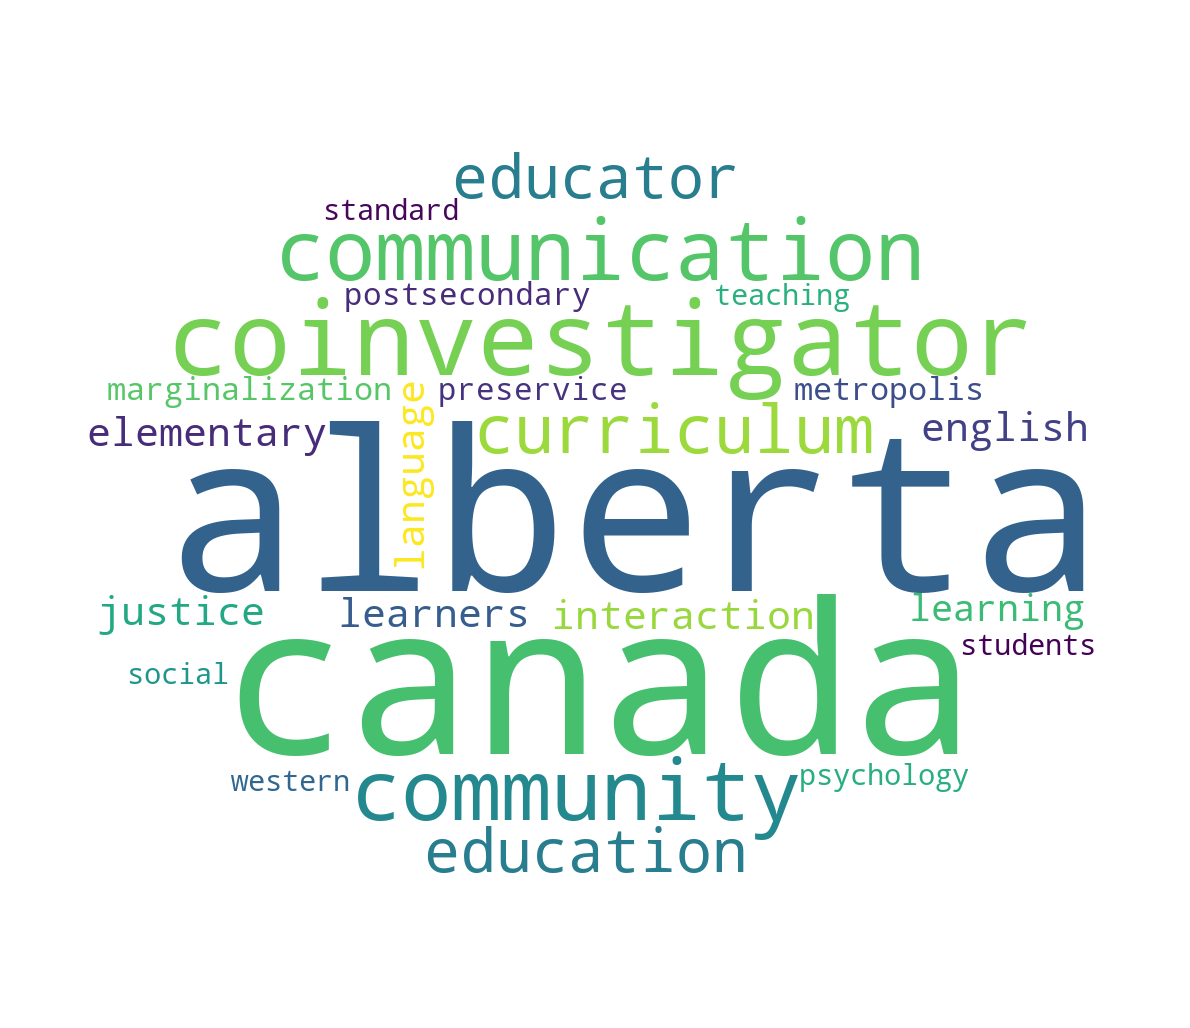 educator
standard
communication
postsecondary
teaching
coinvestigator
marginalization
language
preservice
metropolis
elementary
curriculum
english
alberta
justice
learners
interaction
learning
canada
students
social
western
community
psychology
education